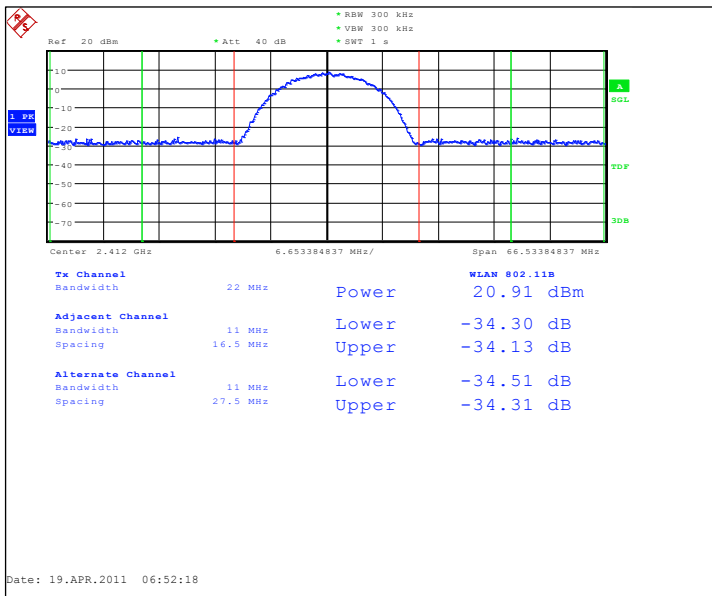 R S
* RBW 300 kHz
* VBW 300 kHz
Ref 20 dBm * Att 40 dB * SWT 1 s
10
0
-10
-20
-30
-40
-50
-60
-70
1 PK
VIEW
A
SGL
TDF
3DB
Center 2.412 GHz 6.653384837 MHz/ Span 66.53384837 MHz
Tx Channel WLAN 802.11B
Bandwidth 22 MHz Power 20.91 dBm
Adjacent Channel
Bandwidth 11 MHz Lower -34.30 dB
Spacing 16.5 MHz Upper -34.13 dB
Alternate Channel
Bandwidth 11 MHz Lower -34.51 dB
Spacing 27.5 MHz Upper -34.31 dB
Date: 19.APR.2011 06:52:18